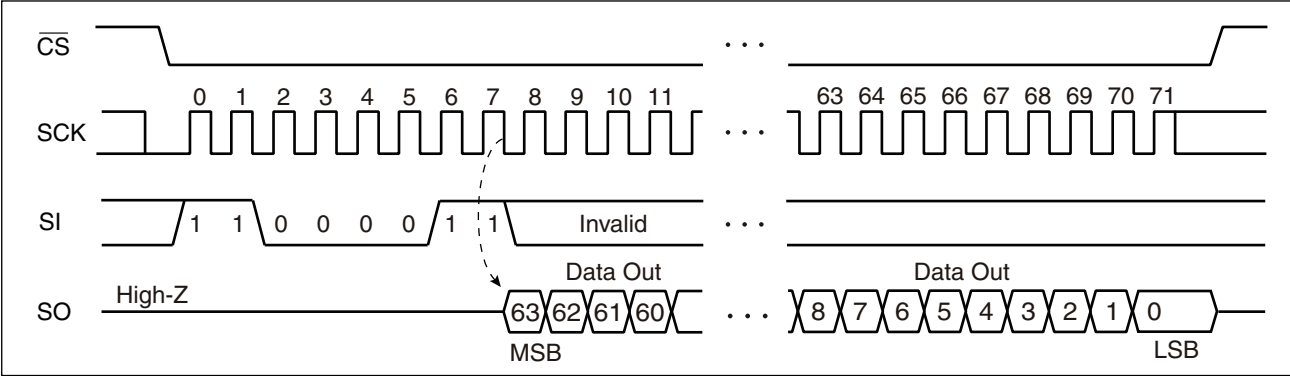 CS
· · ·
0 1 2 3 4 5 6 7 8 9 10 11 63 64 65 66 67 68 69 70 71
SCK
· · ·
SI
1 1 0 0 0 0 1 1 Invalid
· · ·
Data Out Data Out
High-Z
SO
63 62 61 60 · · · 8 7 6 5 4 3 2 1 0
MSB LSB